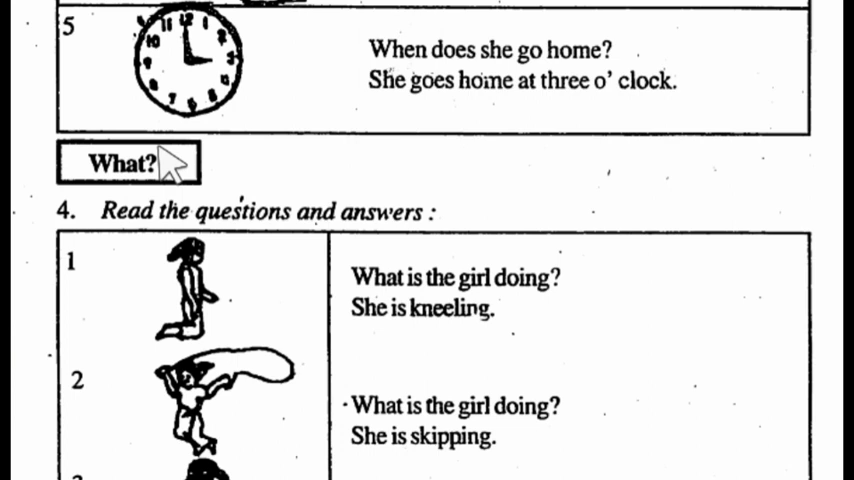 5
12
When does she go home?
She goes home at three o' clock.
What?
4. Read the questions and answers :
1
What is the girl doing?
She is kneeling.
2
What is the girl doing?
She is skipping.